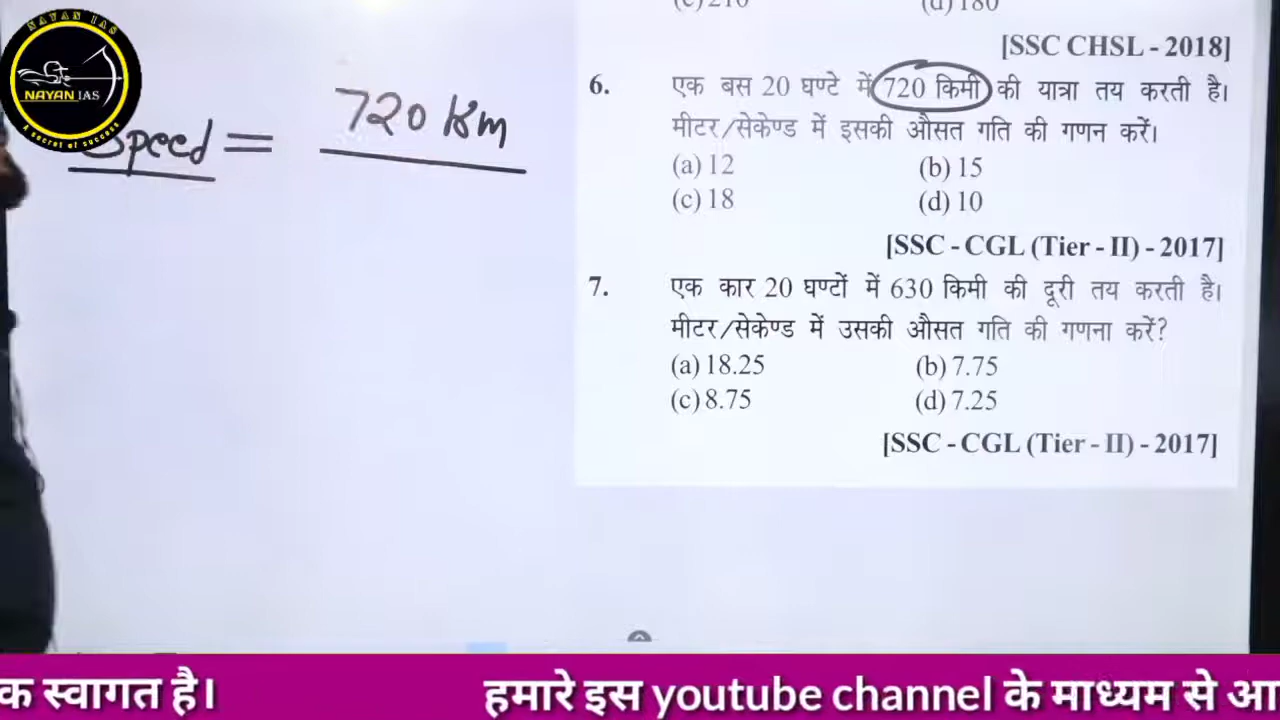 (c) 210 (d) 180
[SSC CHSL - 2018]
NAYAN IAS
NAYAN IAS
A secret of success
Speed = 720 Km
6. एक बस 20 घण्टे में 720 किमी की यात्रा तय करती है।
मीटर/सेकेण्ड में इसकी औसत गति की गणन करें।
(a) 12 (b) 15
(c) 18 (d) 10
[SSC - CGL (Tier - II) - 2017]
7. एक कार 20 घण्टों में 630 किमी की दूरी तय करती है।
मीटर/सेकेण्ड में उसकी औसत गति की गणना करें?
(a) 18.25 (b) 7.75
(c) 8.75 (d) 7.25
[SSC - CGL (Tier - II) - 2017]
क स्वागत है। हमारे इस youtube channel के माध्यम से आ